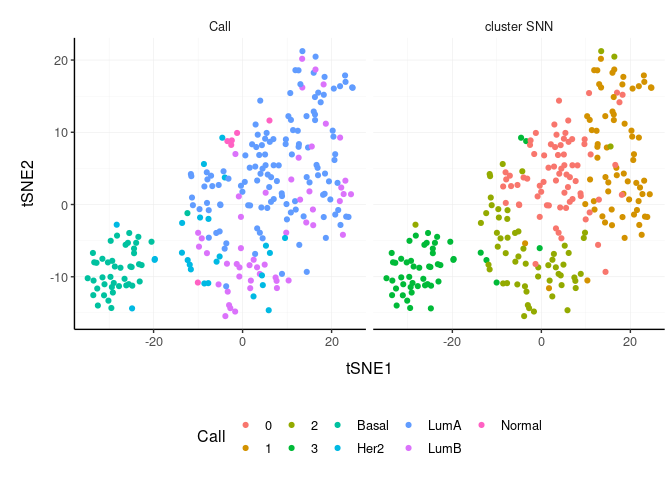 Call cluster SNN
20
10
0
-10
tSNE2
-20 0 20 -20 0 20
tSNE1
Call 0 2 Basal LumA Normal
1 3 Her2 LumB